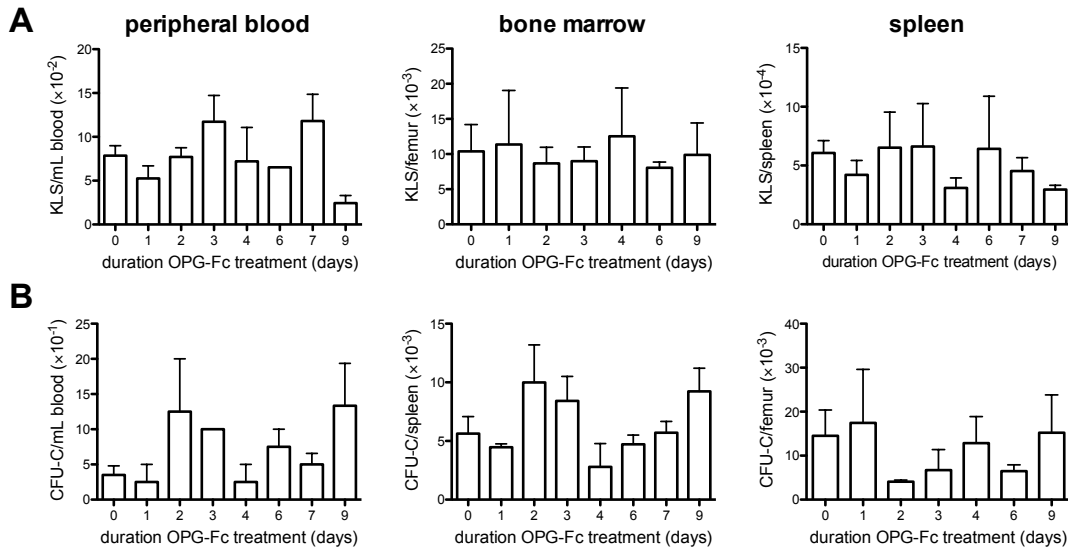 A
peripheral blood
bone marrow
spleen
KLS/mL blood (×10⁻²)
20
15
10
5
0
0 1 2 3 4 6 7 9
duration OPG-Fc treatment (days)
KLS/femur (×10⁻³)
25
20
15
10
5
0
0 1 2 3 4 6 9
duration OPG-Fc treatment (days)
KLS/spleen (×10⁻⁴)
15
10
5
0
0 1 2 3 4 6 7 9
duration OPG-Fc treatment (days)
B
CFU-C/mL blood (×10⁻¹)
25
20
15
10
5
0
0 1 2 3 4 6 7 9
duration OPG-Fc treatment (days)
CFU-C/spleen (×10⁻³)
15
10
5
0
0 1 2 3 4 6 7 9
duration OPG-Fc treatment (days)
CFU-C/femur (×10⁻³)
40
30
20
10
0
0 1 2 3 4 6 9
duration OPG-Fc treatment (days)